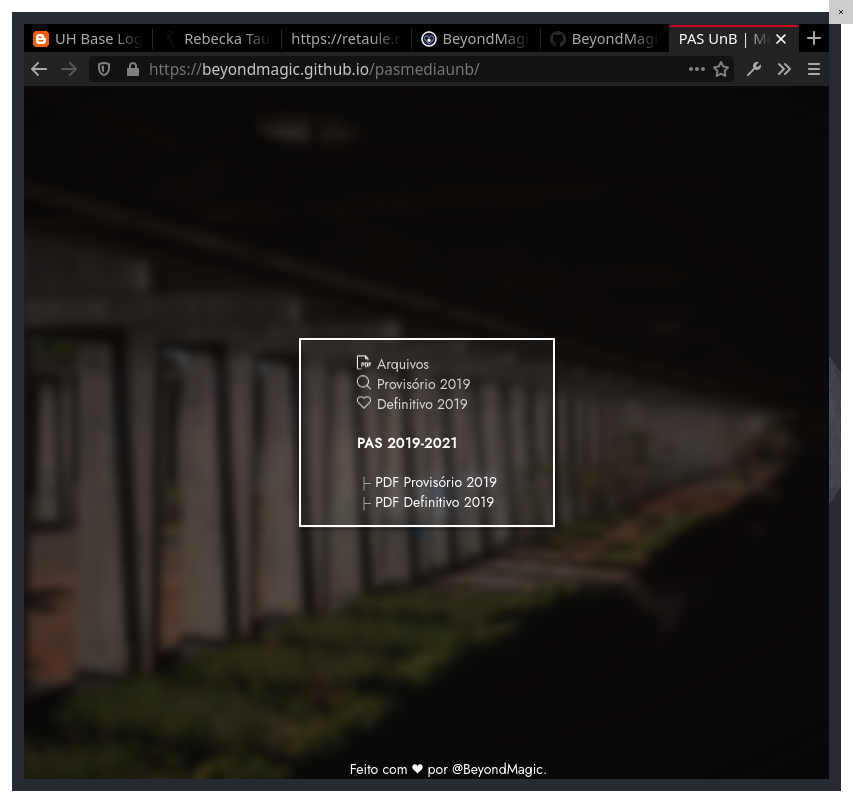 UH Base Log
Rebecka Tau
https://retaule.r
BeyondMagi
BeyondMagi
PAS UnB | M
https://beyondmagic.github.io/pasmediaunb/
Arquivos
Provisório 2019
Definitivo 2019
PAS 2019-2021
PDF Provisório 2019
PDF Definitivo 2019
Feito com ❤ por @BeyondMagic.